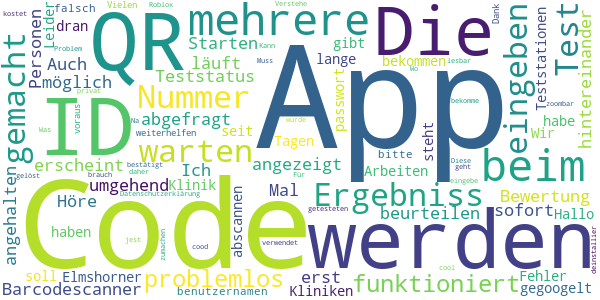 kostet Leider dran falsch Vielen Robiox Verstehe Dank
Personen Starten QR mehrere Die eingeben Test
Auch läuft gibt lange bekommen Teststationen hintereinander
möglich Teststatus Kann Muss lesbar Problem privat
gemacht ID Nummer App passwort Wo zoombar
voraus abgefragt seit steht bekomme habe Wir
Was Na weiterhelfen Tagen bitte Diese geht
erscheint warten angezeigt Arbeiten beim eingebe
bestätigt wurde Für
gelöst daher brauch umgehend Ich Mal Ergebniss Bewertung
angehalten Höre Klinik Datenschutzerklärung abscannen beurteilen sofort Hallo
haben Code getesteten werden deinstallier
jest zumachen cood verwendet cool
soll Elmshorner problemlos erst funktioniert Fehler
Barcodescanner benutzernamen Kliniken gegoogelt